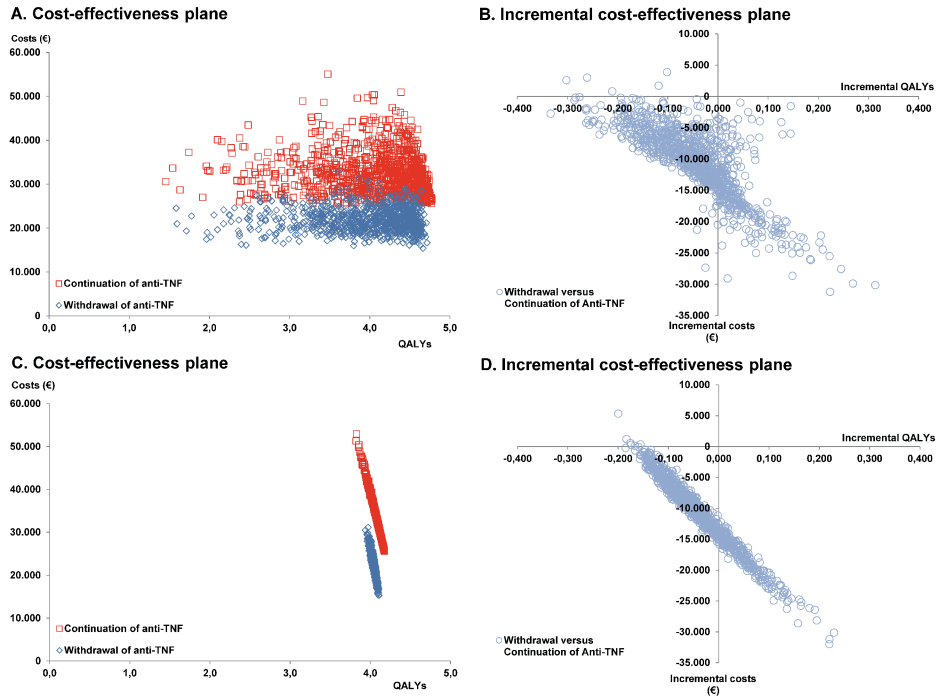 A. Cost-effectiveness plane
Costs (€)
60.000
50.000
40.000
30.000
20.000
10.000
0
0,0 1,0 2,0 3,0 4,0 5,0
QALYs
Continuation of anti-TNF
Withdrawal of anti-TNF
B. Incremental cost-effectiveness plane
10.000
5.000
0
-5.000
-10.000
-15.000
-20.000
-25.000
-30.000
-35.000
Incremental QALYs
-0,400 -0,300 -0,200 -0,100 0,000 0,100 0,200 0,300 0,400
Withdrawal versus
Continuation of Anti-TNF
Incremental costs
(€)
C. Cost-effectiveness plane
Costs (€)
60.000
50.000
40.000
30.000
20.000
10.000
0
0,0 1,0 2,0 3,0 4,0 5,0
QALYs
Continuation of anti-TNF
Withdrawal of anti-TNF
D. Incremental cost-effectiveness plane
10.000
5.000
0
-5.000
-10.000
-15.000
-20.000
-25.000
-30.000
-35.000
Incremental QALYs
-0,400 -0,300 -0,200 -0,100 0,000 0,100 0,200 0,300 0,400
Withdrawal versus
Continuation of Anti-TNF
Incremental costs
(€)